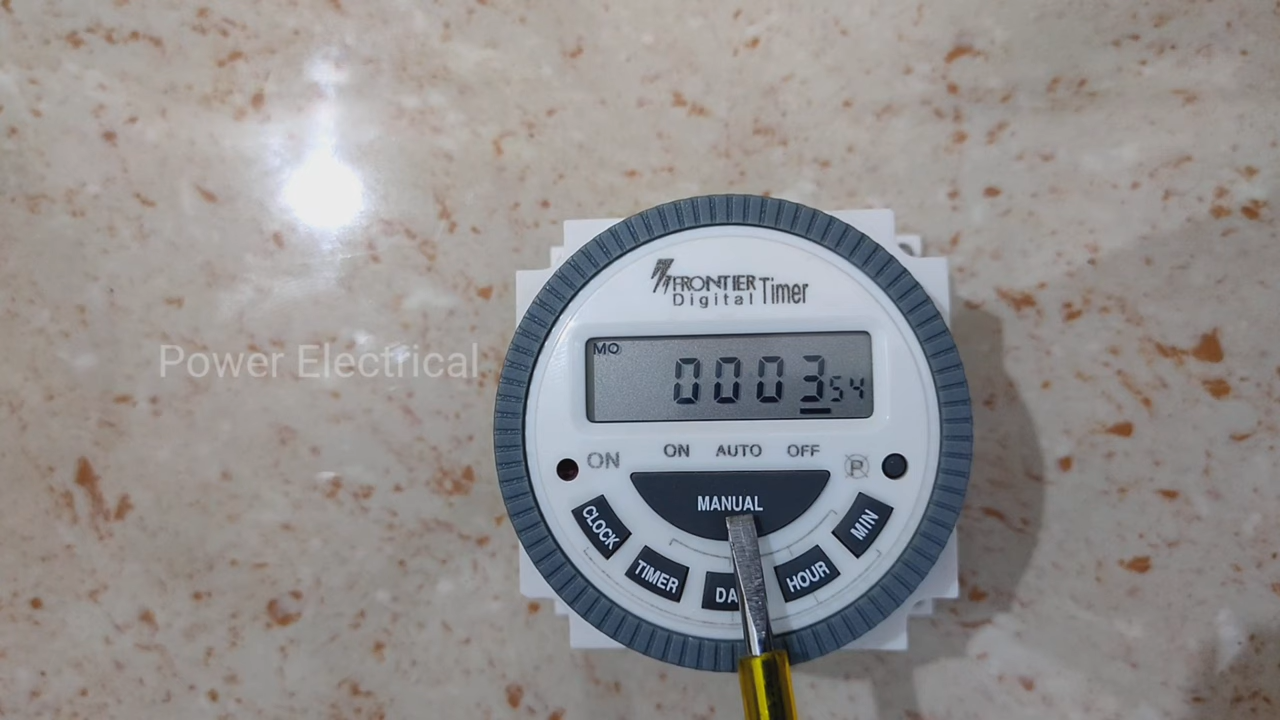 FRONTIER
Digital Timer
MO
0003 54
ON
ON AUTO OFF
P
MANUAL
CLOCK
TIMER
HOUR
MIN
Power Electrical